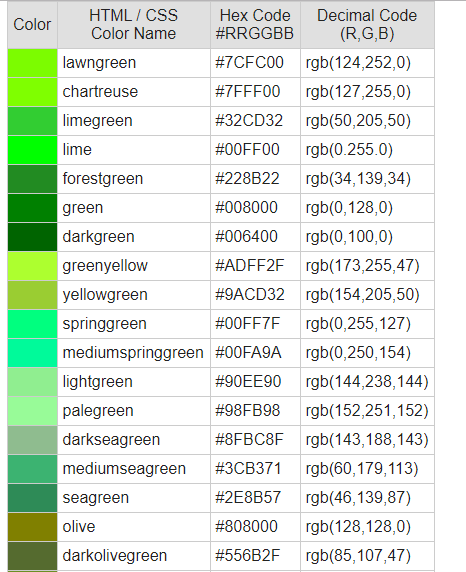 Color HTML / CSS Color Name Hex Code #RRGGBB Decimal Code (R,G,B)
lawngreen #7CFC00 rgb(124,252,0)
chartreuse #7FFF00 rgb(127,255,0)
limegreen #32CD32 rgb(50,205,50)
lime #00FF00 rgb(0.255.0)
forestgreen #228B22 rgb(34,139,34)
green #008000 rgb(0,128,0)
darkgreen #006400 rgb(0,100,0)
greenyellow #ADFF2F rgb(173,255,47)
yellowgreen #9ACD32 rgb(154,205,50)
springgreen #00FF7F rgb(0,255,127)
mediumspringgreen #00FA9A rgb(0,250,154)
lightgreen #90EE90 rgb(144,238,144)
palegreen #98FB98 rgb(152,251,152)
darkseagreen #8FBC8F rgb(143,188,143)
mediumseagreen #3CB371 rgb(60,179,113)
seagreen #2E8B57 rgb(46,139,87)
olive #808000 rgb(128,128,0)
darkolivegreen #556B2F rgb(85,107,47)